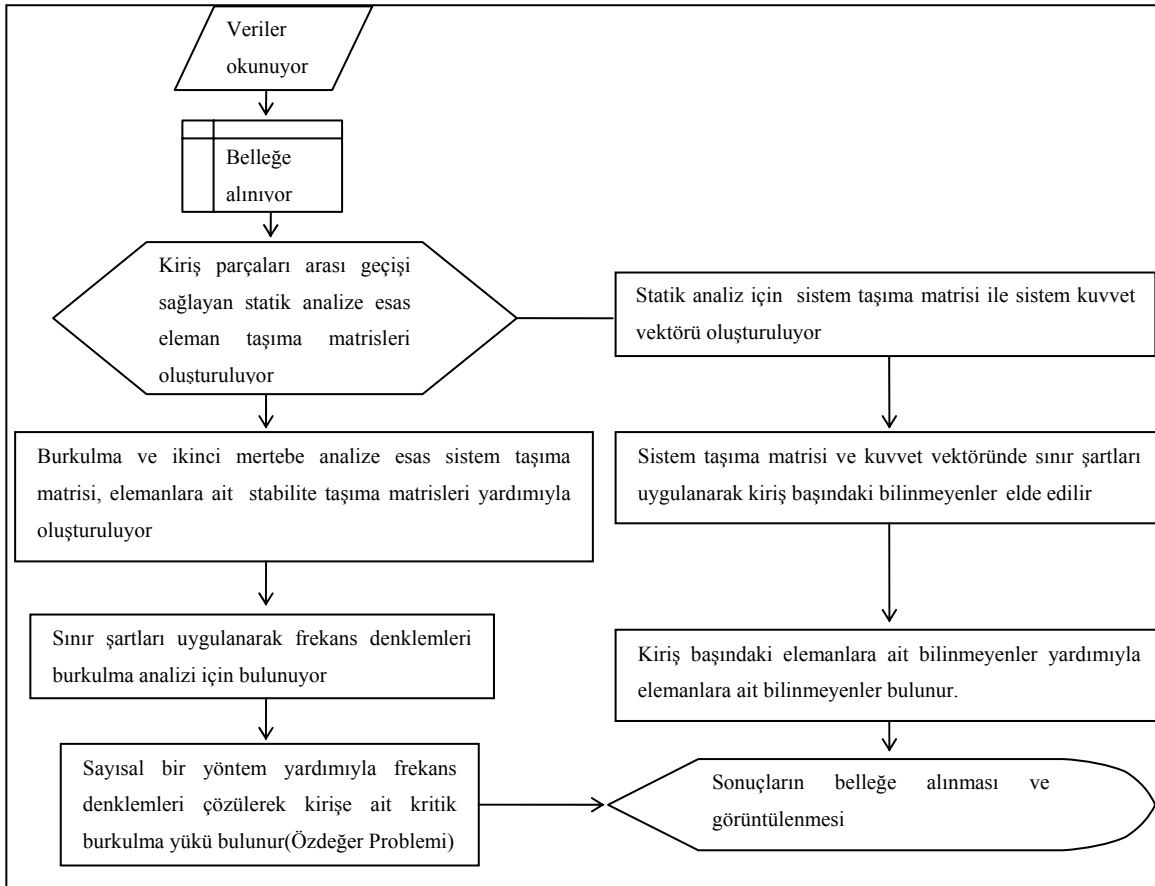 Veriler
okunuyor
Belleğe
alınıyor
Kiriş parçaları arası geçişi
sağlayan statik analize esas
eleman taşıma matrisleri
oluşturuluyor
Statik analiz için sistem taşıma matrisi ile sistem kuvvet
vektörü oluşturuluyor
Burkulma ve ikinci mertebe analize esas sistem taşıma
matrisi, elemanlara ait stabilite taşıma matrisleri yardımıyla
oluşturuluyor
Sistem taşıma matrisi ve kuvvet vektöründe sınır şartları
uygulanarak kiriş başındaki bilinmeyenler elde edilir
Sınır şartları uygulanarak frekans denklemleri
burkulma analizi için bulunuyor
Kiriş başındaki elemanlara ait bilinmeyenler yardımıyla
elemanlara ait bilinmeyenler bulunur.
Sayısal bir yöntem yardımıyla frekans
denklemleri çözülerek kirişe ait kritik
burkulma yükü bulunur(Özdeğer Problemi)
Sonuçların belleğe alınması ve
görüntülenmesi